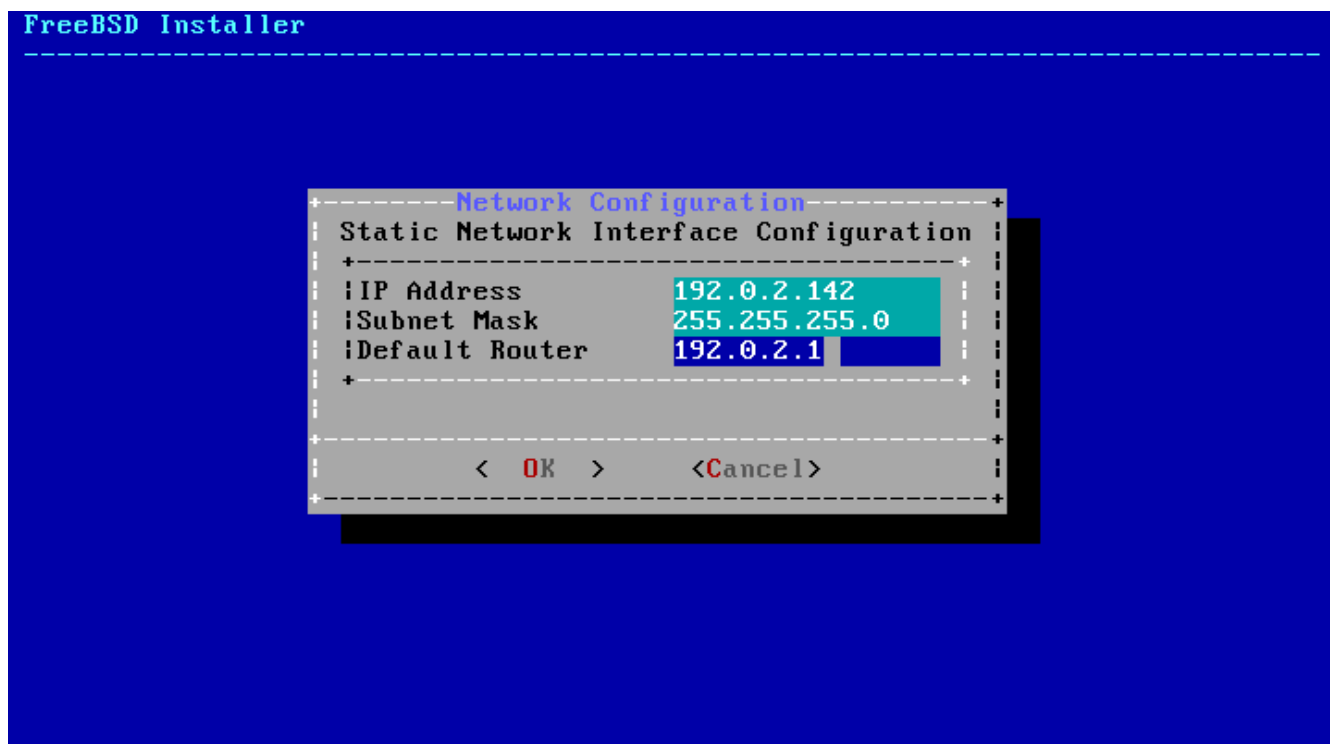 FreeBSD Installer
Network Configuration
Static Network Interface Configuration
IP Address 192.0.2.142
Subnet Mask 255.255.255.0
Default Router 192.0.2.1
< OK > <Cancel>